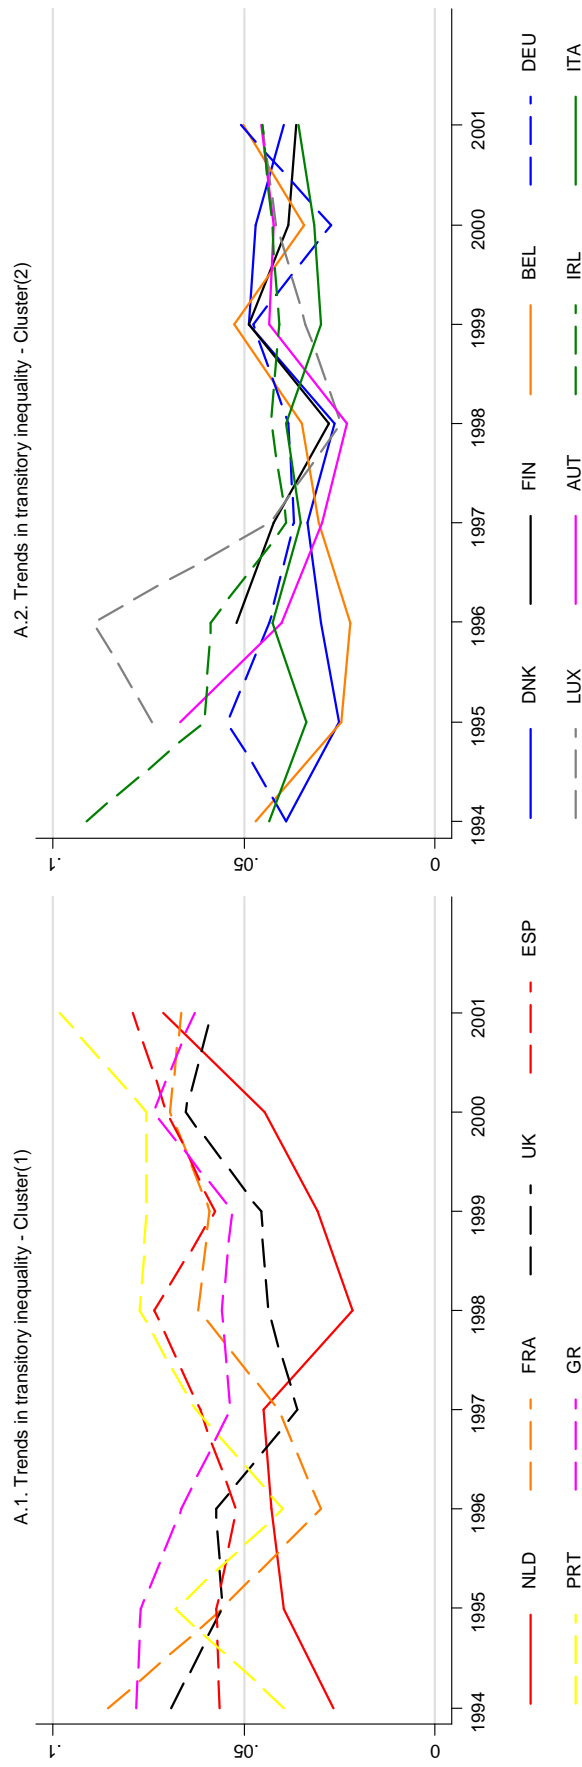 A.1. Trends in transitory inequality - Cluster(1)
.1
.05
0
1994 1995 1996 1997 1998 1999 2000 2001
NLD FRA UK ESP
PRT GR
A.2. Trends in transitory inequality - Cluster(2)
.1
.05
0
1994 1995 1996 1997 1998 1999 2000 2001
DNK FIN BEL DEU
LUX AUT IRL ITA